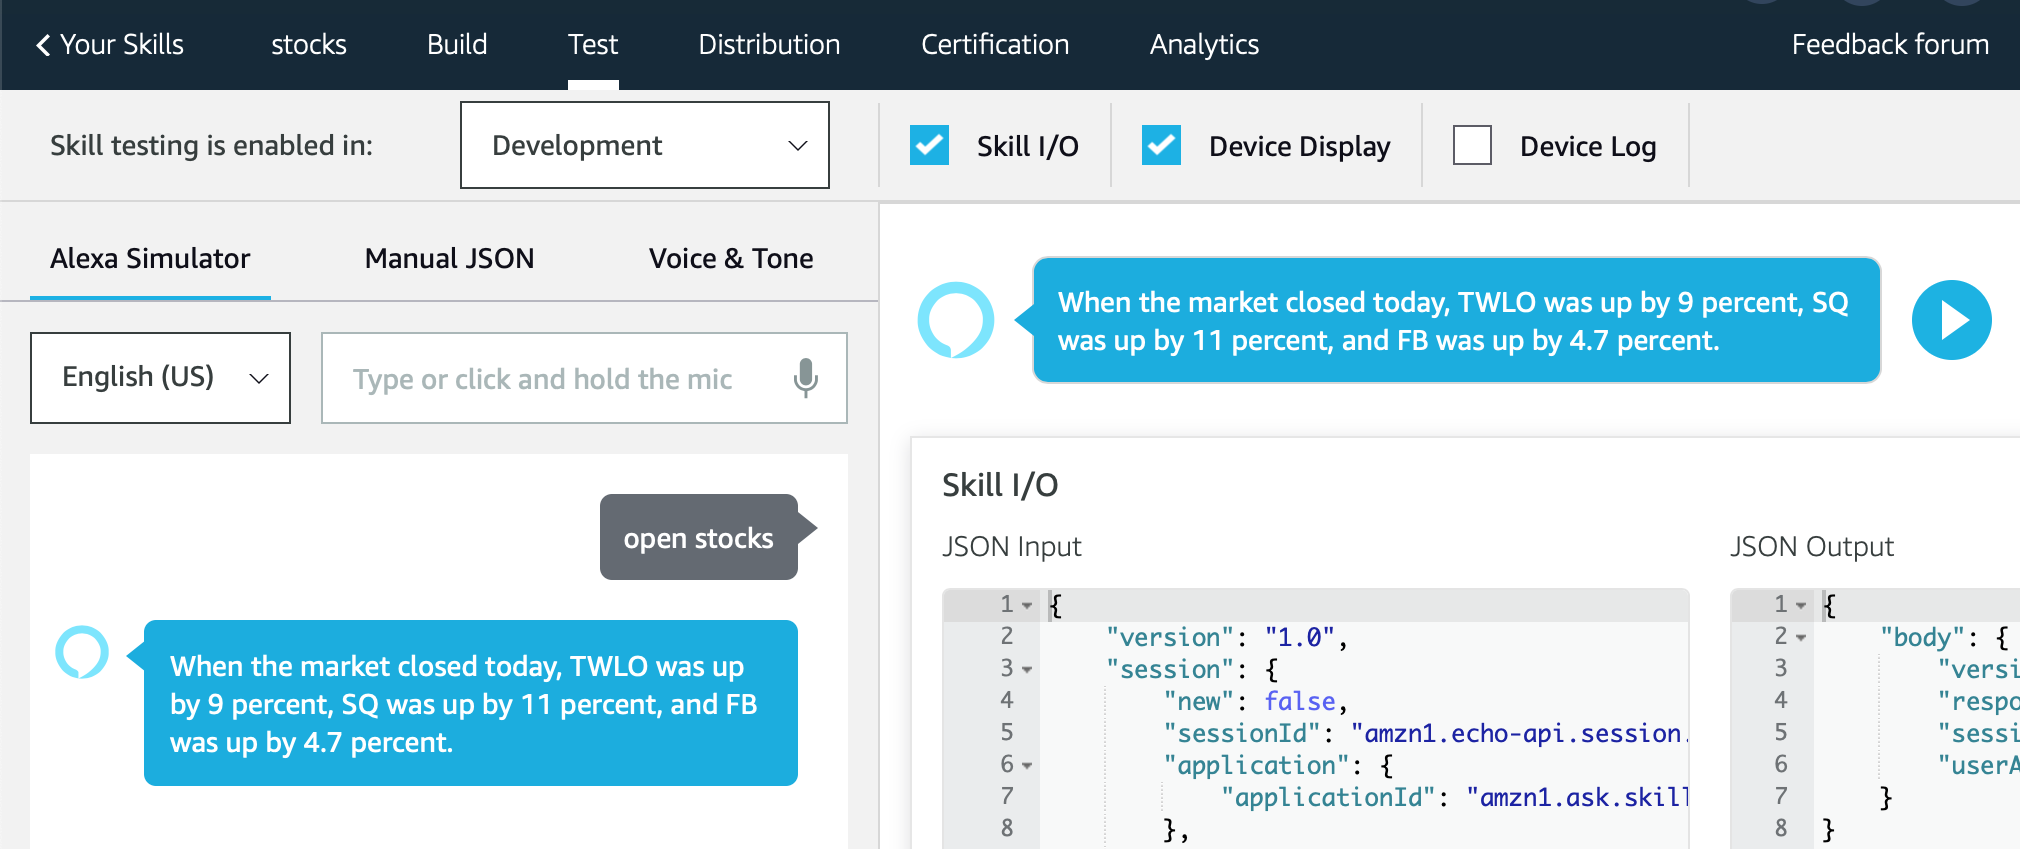 Your Skills
stocks
Build
Test
Distribution
Certification
Analytics
Feedback forum
Skill testing is enabled in:
Development
Skill I/O
Device Display
Device Log
Alexa Simulator
Manual JSON
Voice & Tone
English (US)
Type or click and hold the mic
open stocks
When the market closed today, TWLO was up
by 9 percent, SQ was up by 11 percent, and FB
was up by 4.7 percent.
When the market closed today, TWLO was up by 9 percent, SQ
was up by 11 percent, and FB was up by 4.7 percent.
Skill I/O
JSON Input
1 {
2 "version": "1.0",
3 "session": {
4 "new": false,
5 "sessionId": "amzn1.echo-api.session.
6 "application": {
7 "applicationId": "amzn1.ask.skill
8 },
JSON Output
1 {
2 "body": {
3 "versi
4 "respo
5 "sessi
6 "userA
7 }
8 }